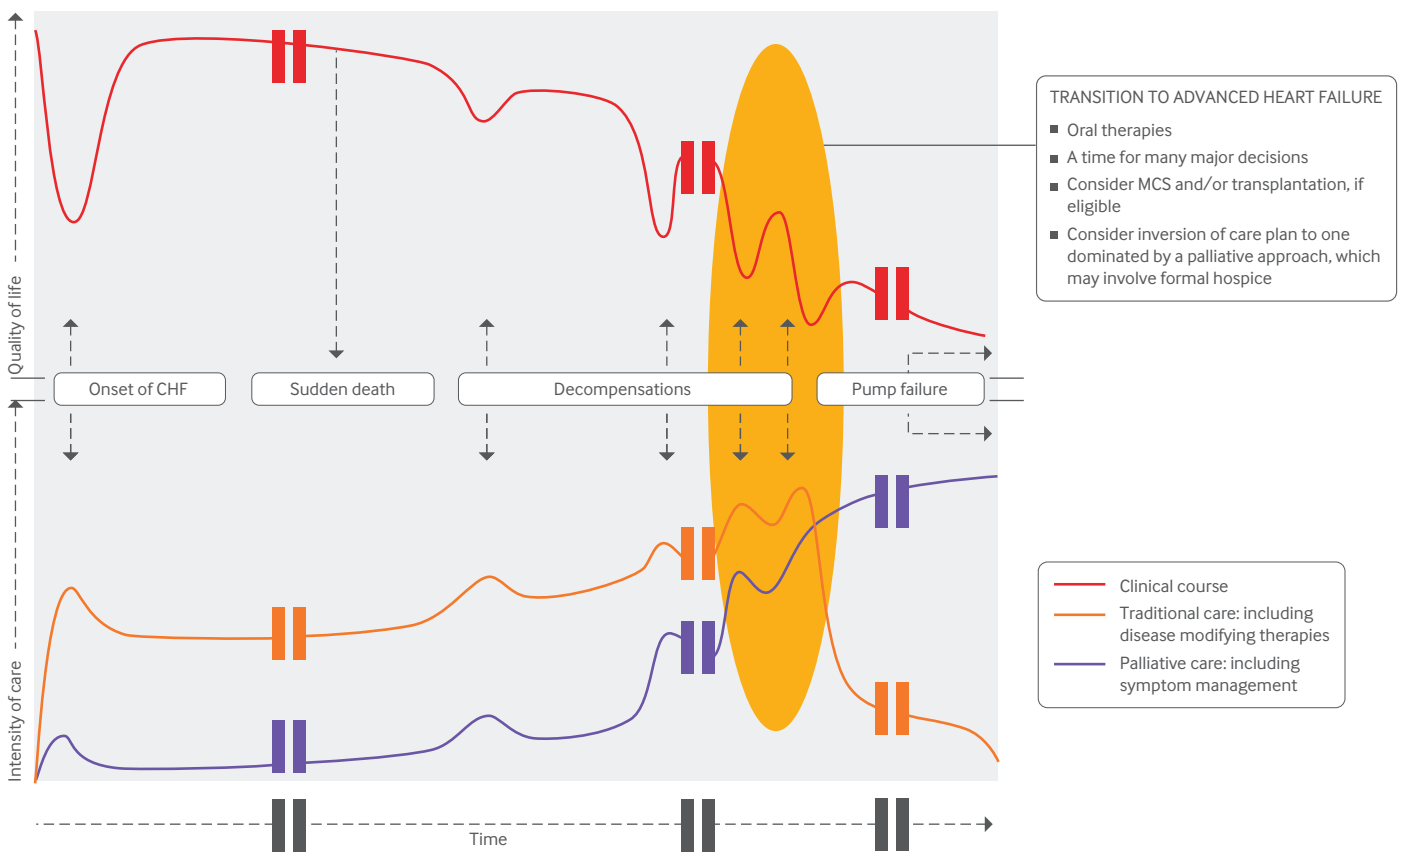 TRANSITION TO ADVANCED HEART FAILURE
Oral therapies
A time for many major decisions
Consider MCS and/or transplantation, if
eligible
Consider inversion of care plan to one
dominated by a palliative approach, which
may involve formal hospice
Quality of life
Onset of CHF
Sudden death
Decompensations
Pump failure
Intensity of care
Clinical course
Traditional care: including
disease modifying therapies
Palliative care: including
symptom management
Time